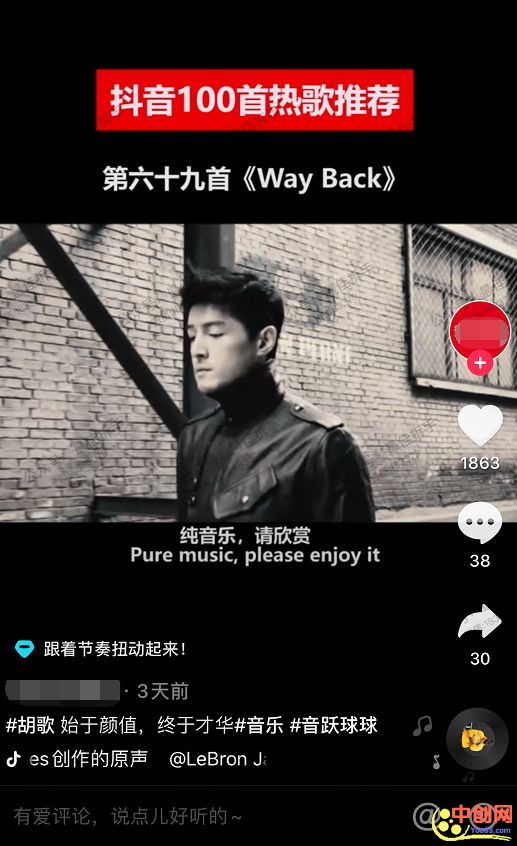 抖音100首热歌推荐
第六十九首《Way Back》
1863
纯音乐，请欣赏
Pure music, please enjoy it
38
30
跟着节奏扭动起来！
· 3天前
#胡歌 始于颜值，终于才华#音乐 #音跃球球
es创作的原声 @LeBron Ja
有爱评论，说点儿好听的~
@
中创网